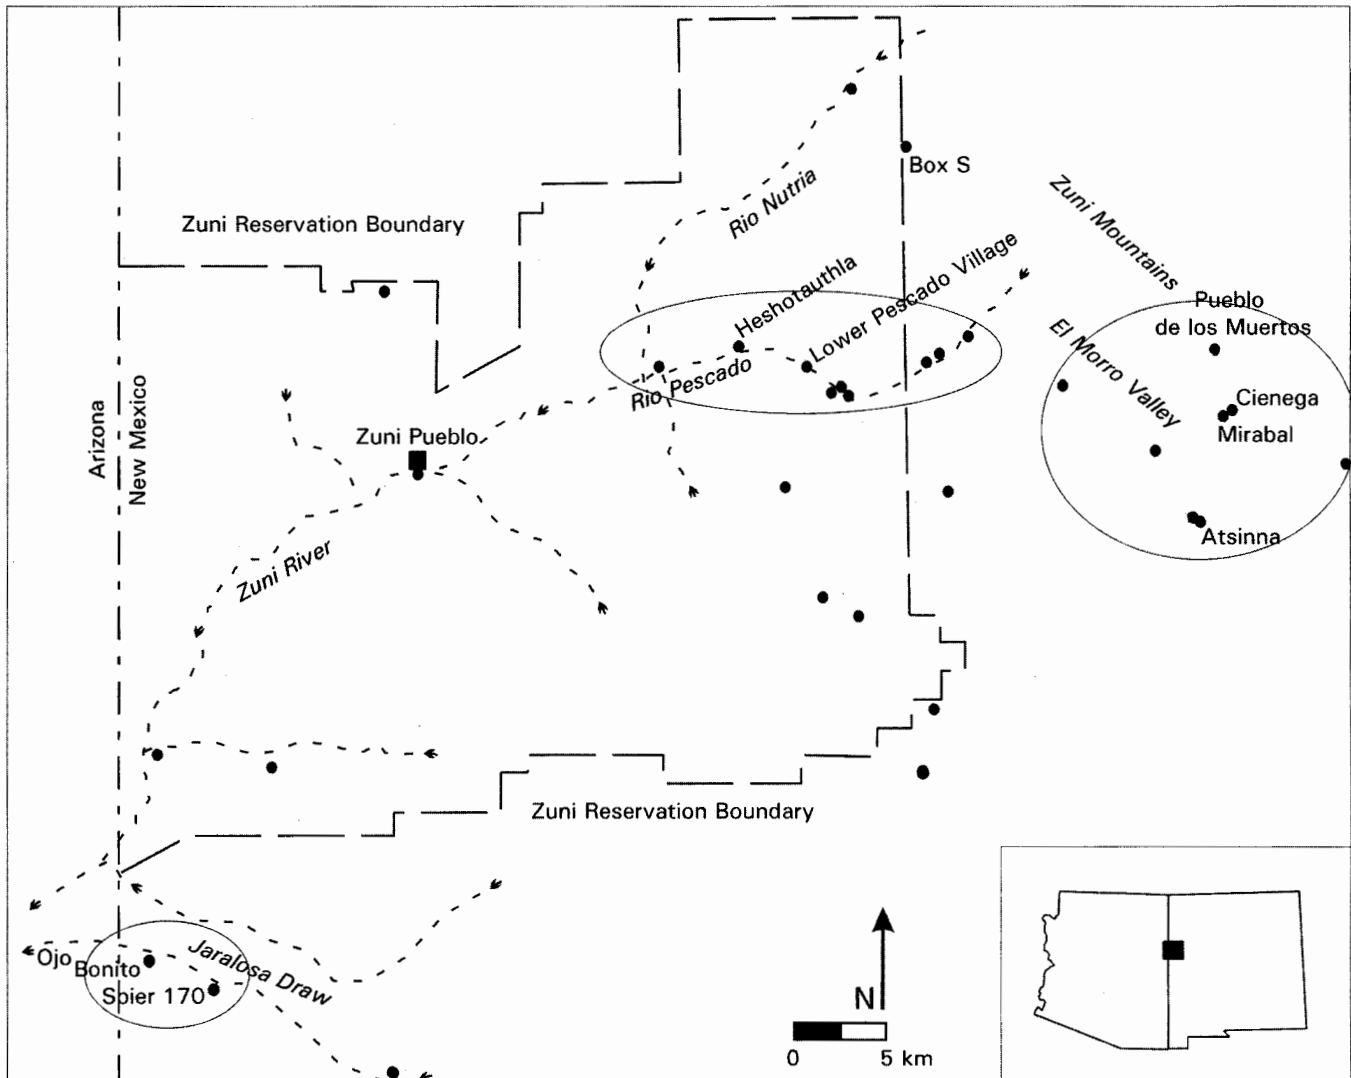 Box S
Zuni Mountains
Rio Nutria
Zuni Reservation Boundary
Heshotauthla
Lower Pescado Village
Pueblo
de los Muertos
El Morro Valley
Rio Pescado
Arizona
New Mexico
Cienega
Mirabal
Zuni Pueblo
Atsinna
Zuni River
Zuni Reservation Boundary
Jaralosa Draw
Ojo Bonito
Spier 170
N
0 5 km